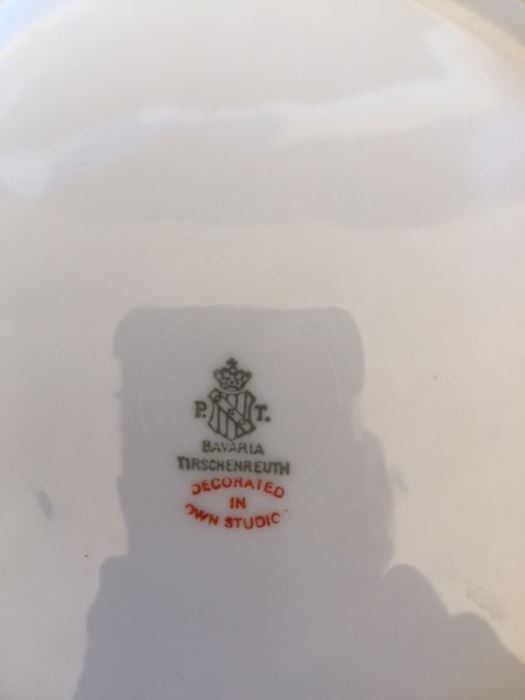 P. T.
BAVARIA
TIRSCHENREUTH
DECORATED
IN
OWN STUDIO